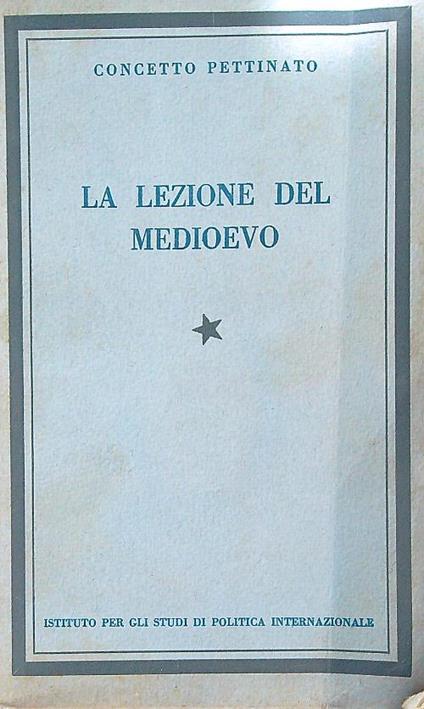 CONCETTO PETTINATO
LA LEZIONE DEL
MEDIOEVO
ISTITUTO PER GLI STUDI DI POLITICA INTERNAZIONALE